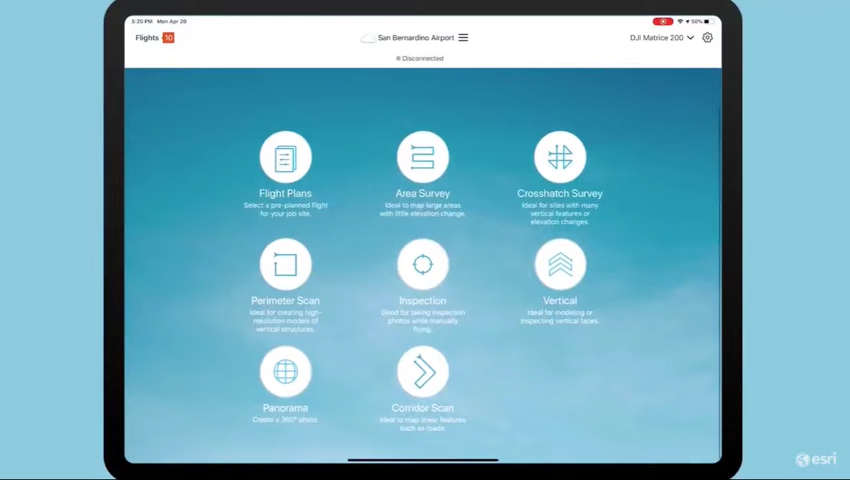 5:20 PM Mon Apr 20
50%
Flights 10
San Bernardino Airport
DJI Matrice 200
Disconnected
Flight Plans
Select a pre-planned flight
for your job site.
Area Survey
Ideal to map large areas
with little elevation change.
Crosshatch Survey
Ideal for sites with many
vertical features or
elevation changes.
Perimeter Scan
Ideal for creating high-
resolution models of
vertical structures.
Inspection
Good for taking inspection
photos while manually
flying.
Vertical
Ideal for modeling or
inspecting vertical faces.
Panorama
Create a 360° photo.
Corridor Scan
Ideal to map linear features
such as roads.
esri